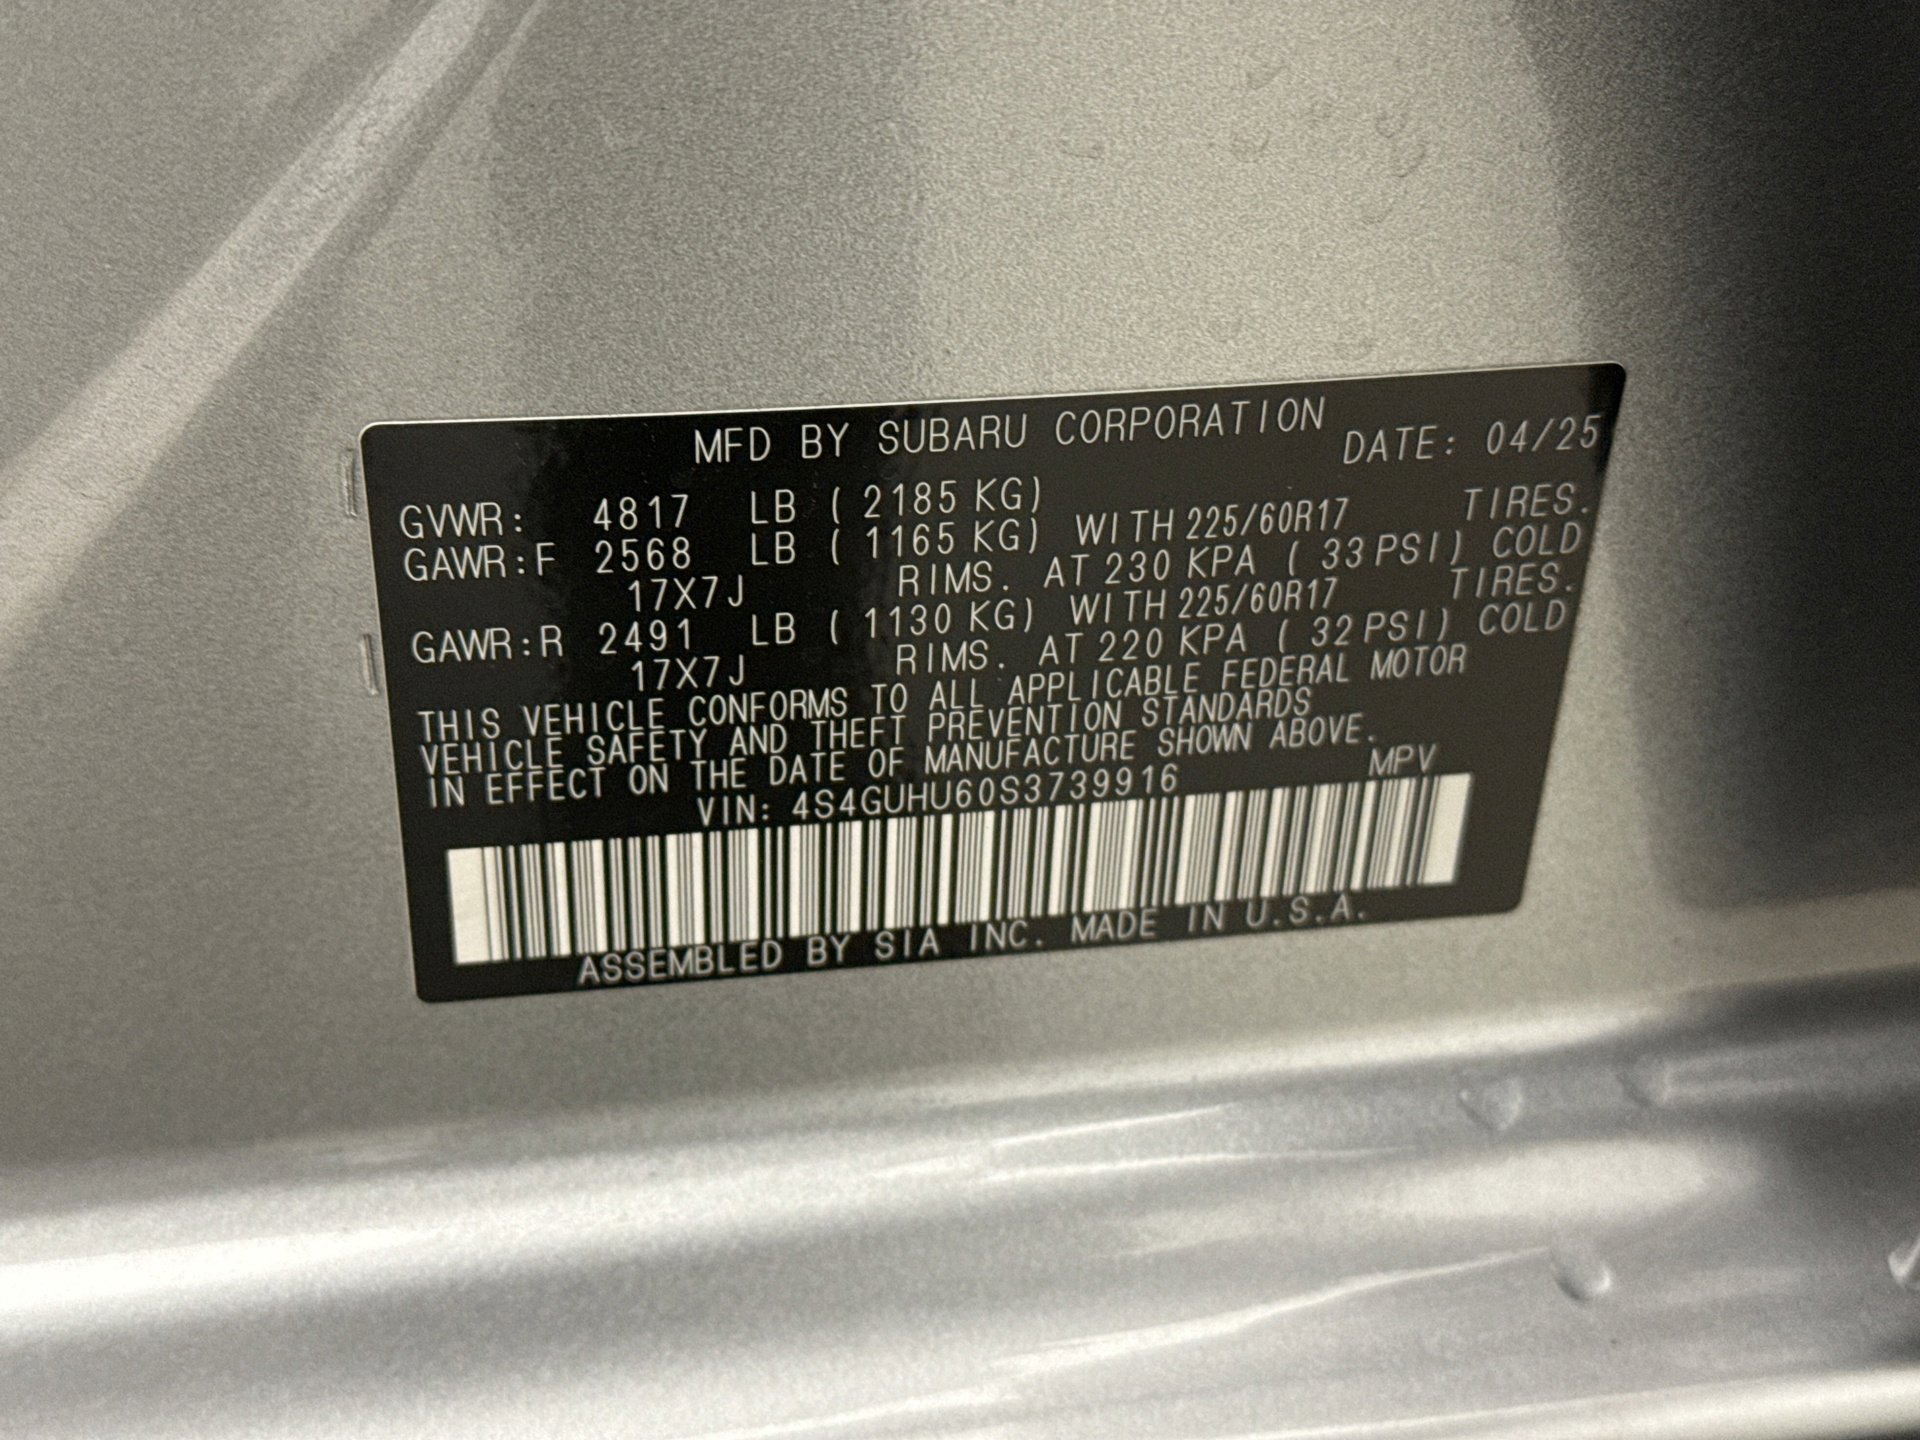 MFD BY SUBARU CORPORATION DATE: 04/25
GVWR: 4817 LB ( 2185 KG)
GAWR:F 2568 LB ( 1165 KG) WITH 225/60R17 TIRES.
17X7J RIMS. AT 230 KPA ( 33 PSI) COLD
GAWR:R 2491 LB ( 1130 KG) WITH 225/60R17 TIRES.
17X7J RIMS. AT 220 KPA ( 32 PSI) COLD
THIS VEHICLE CONFORMS TO ALL APPLICABLE FEDERAL MOTOR
VEHICLE SAFETY AND THEFT PREVENTION STANDARDS
IN EFFECT ON THE DATE OF MANUFACTURE SHOWN ABOVE.
VIN: 4S4GUHU60S3739916 MPV
ASSEMBLED BY SIA INC. MADE IN U.S.A.